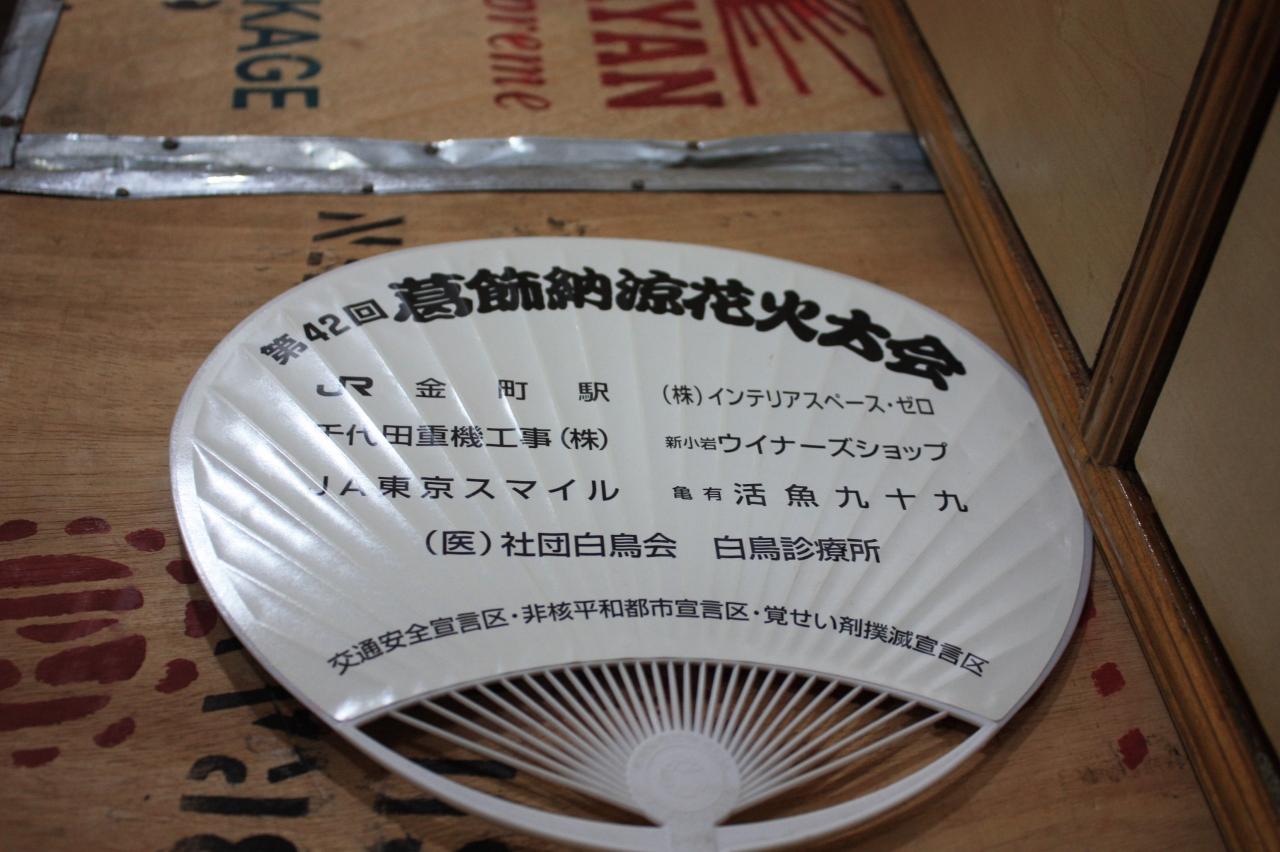 KAGE
oreme
YAN
第42回 葛飾納涼花火大会
JR 金町駅 (株)インテリアスペース・ゼロ
千代田重機工事(株) 新小岩ウイナーズショップ
JA東京スマイル 亀有 活魚九十九
(医)社団白鳥会 白鳥診療所
交通安全宣言区・非核平和都市宣言区・覚せい剤撲滅宣言区